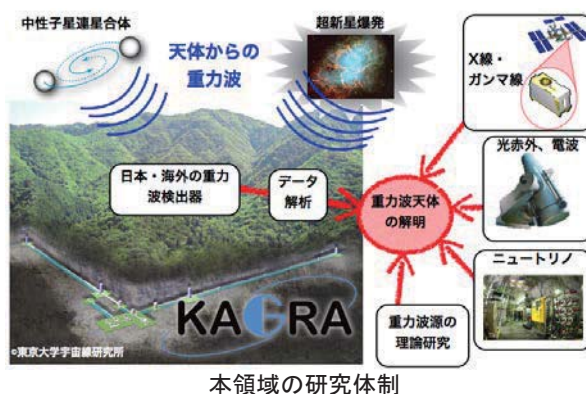 中性子星連星合体
超新星爆発
天体からの
重力波
X線・
ガンマ線
光赤外、電波
日本・海外の重力
波検出器
データ
解析
重力波天体
の解明
ニュートリノ
重力波源の
理論研究
KAGRA
©東京大学宇宙線研究所
本領域の研究体制